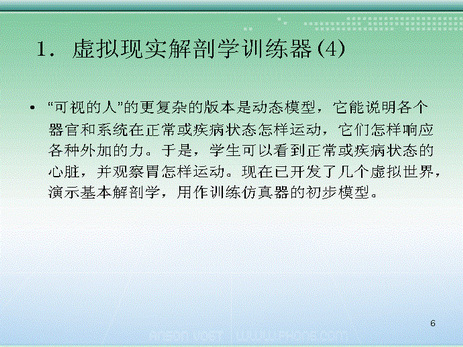 1. 虚拟现实解剖学训练器(4)
• “可视的人”的更复杂的版本是动态模型，它能说明各个
器官和系统在正常或疾病状态怎样运动，它们怎样响应
各种外加的力。于是，学生可以看到正常或疾病状态的
心脏，并观察胃怎样运动。现在已开发了几个虚拟世界，
演示基本解剖学，用作训练仿真器的初步模型。
6